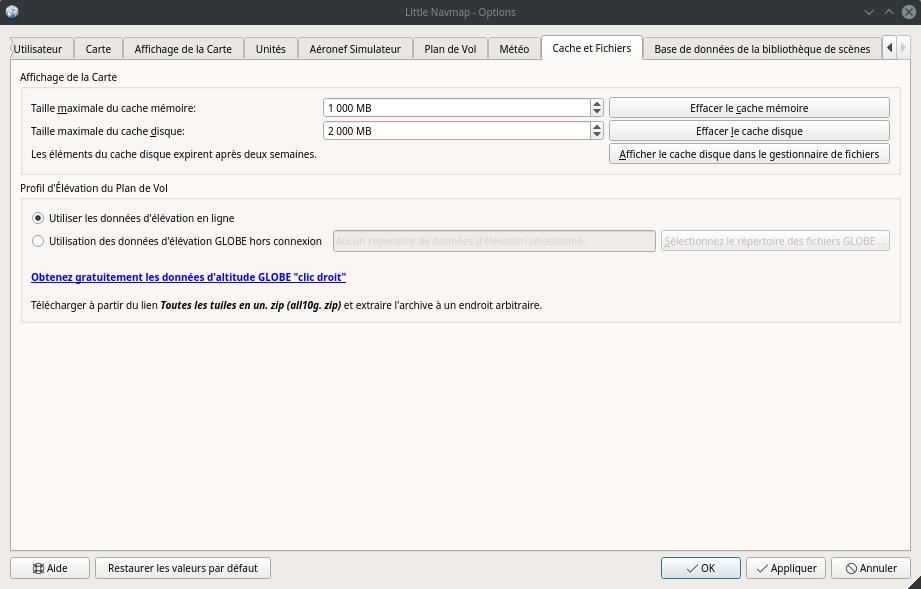 Little Navmap - Options
Utilisateur Carte Affichage de la Carte Unités Aéronef Simulateur Plan de Vol Météo Cache et Fichiers Base de données de la bibliothèque de scènes
Affichage de la Carte
Taille maximale du cache mémoire: 1 000 MB Effacer le cache mémoire
Taille maximale du cache disque: 2 000 MB Effacer le cache disque
Les éléments du cache disque expirent après deux semaines. Afficher le cache disque dans le gestionnaire de fichiers
Profil d'Élévation du Plan de Vol
Utiliser les données d'élévation en ligne
Utilisation des données d'élévation GLOBE hors connexion Aucun répertoire de données d'élévation sélectionné. Sélectionnez le répertoire des fichiers GLOBE ...
Obtenez gratuitement les données d'altitude GLOBE "clic droit"
Télécharger à partir du lien Toutes les tuiles en un. zip (all10g. zip) et extraire l'archive à un endroit arbitraire.
Aide Restaurer les valeurs par défaut OK Appliquer Annuler